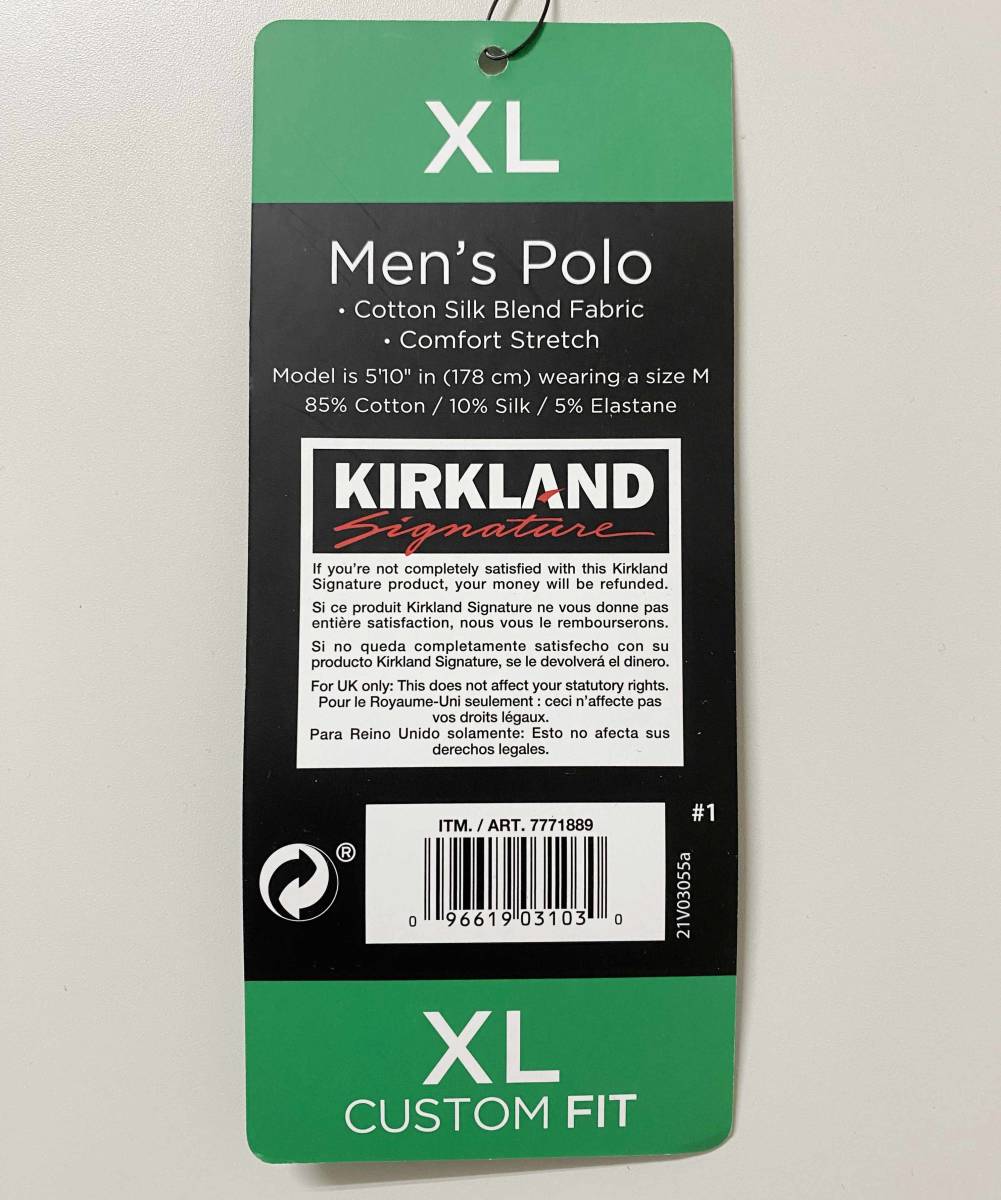 XL
Men's Polo
• Cotton Silk Blend Fabric
• Comfort Stretch
Model is 5'10" in (178 cm) wearing a size M
85% Cotton / 10% Silk / 5% Elastane
KIRKLAND
Signature
If you're not completely satisfied with this Kirkland
Signature product, your money will be refunded.
Si ce produit Kirkland Signature ne vous donne pas
entière satisfaction, nous vous le rembourserons.
Si no queda completamente satisfecho con su
producto Kirkland Signature, se le devolverá el dinero.
For UK only: This does not affect your statutory rights.
Pour le Royaume-Uni seulement : ceci n'affecte pas
vos droits légaux.
Para Reino Unido solamente: Esto no afecta sus
derechos legales.
#1
ITM. / ART. 7771889
®
0 96619 03103 0
21V03055a
XL
CUSTOM FIT